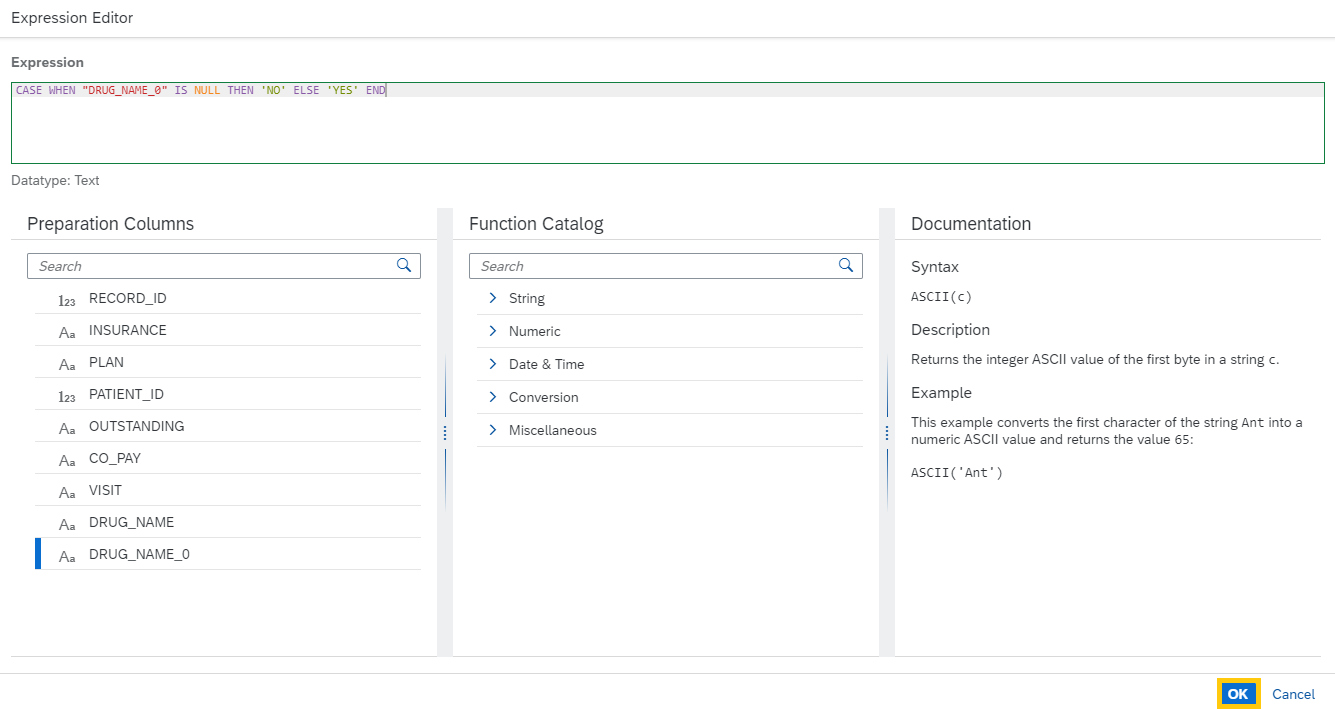 Expression Editor
Expression
CASE WHEN "DRUG_NAME_0" IS NULL THEN 'NO' ELSE 'YES' END
Datatype: Text
Preparation Columns
Search
123 RECORD_ID
Aa INSURANCE
Aa PLAN
123 PATIENT_ID
Aa OUTSTANDING
Aa CO_PAY
Aa VISIT
Aa DRUG_NAME
Aa DRUG_NAME_0
Function Catalog
Search
String
Numeric
Date & Time
Conversion
Miscellaneous
Documentation
Syntax
ASCII(c)
Description
Returns the integer ASCII value of the first byte in a string c.
Example
This example converts the first character of the string Ant into a
numeric ASCII value and returns the value 65:
ASCII('Ant')
OK Cancel